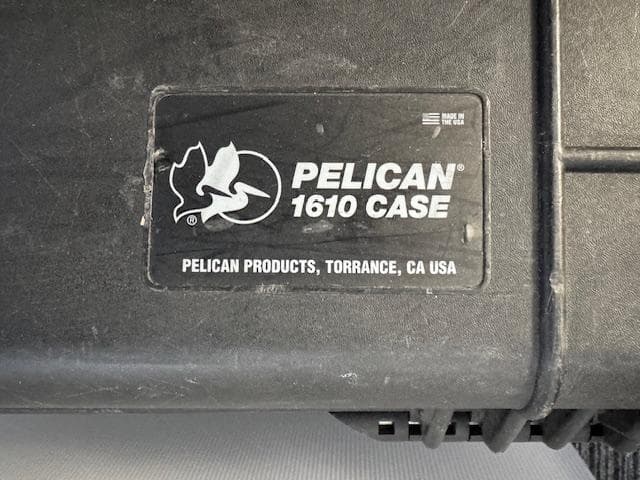 MADE IN
THE USA
PELICAN®
1610 CASE
®
PELICAN PRODUCTS, TORRANCE, CA USA